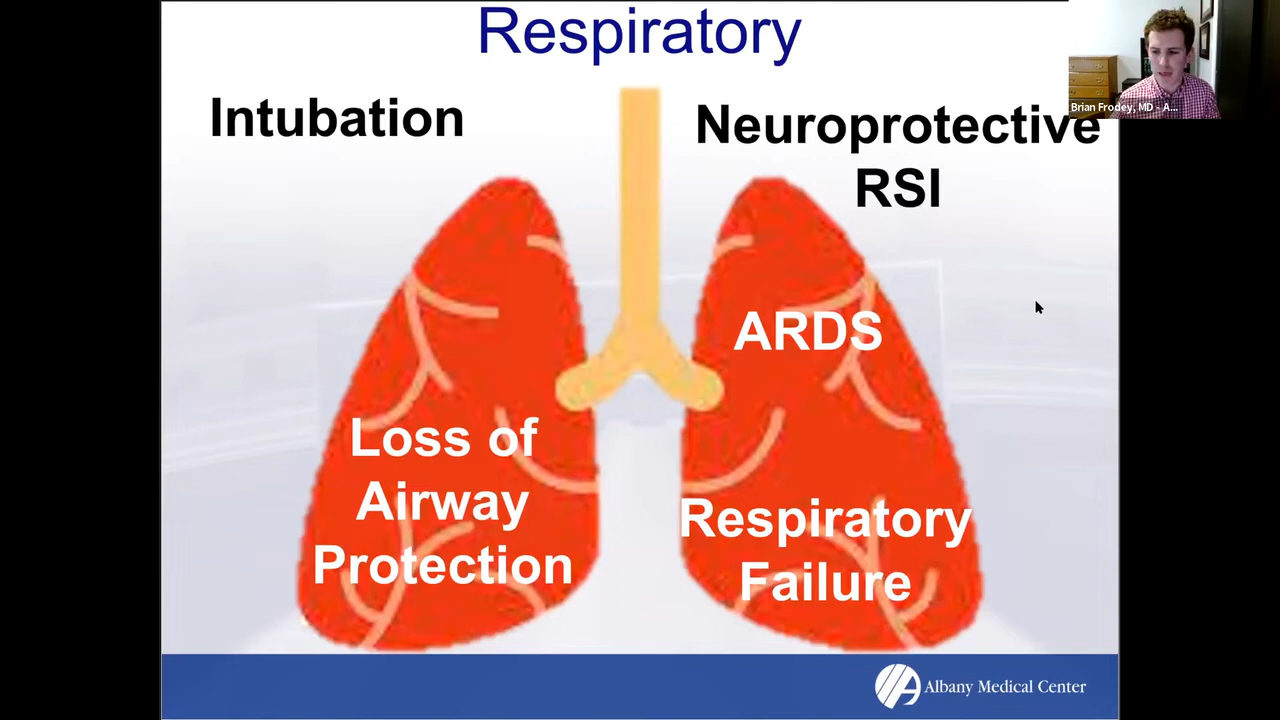 Respiratory
Intubation
Neuroprotective
RSI
Brian Frodey, MD - A...
ARDS
Loss of
Airway
Protection
Respiratory
Failure
Albany Medical Center